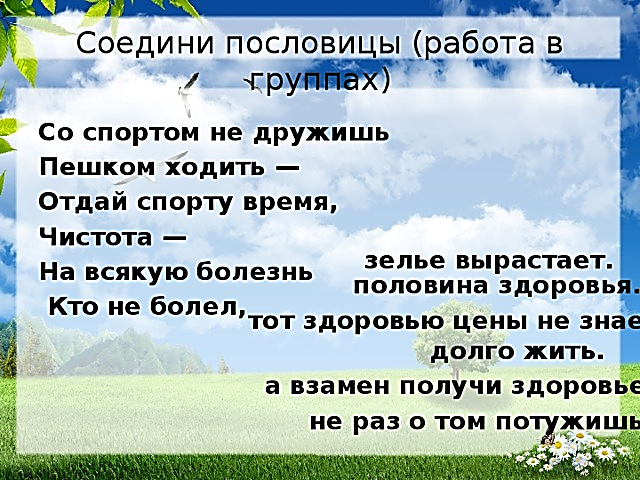 Соедини пословицы (работа в
группах)
Со спортом не дружишь
Пешком ходить —
Отдай спорту время,
Чистота —
На всякую болезнь
Кто не болел,
зелье вырастает.
половина здоровья.
тот здоровью цены не знае
долго жить.
а взамен получи здоровье
не раз о том потужишь